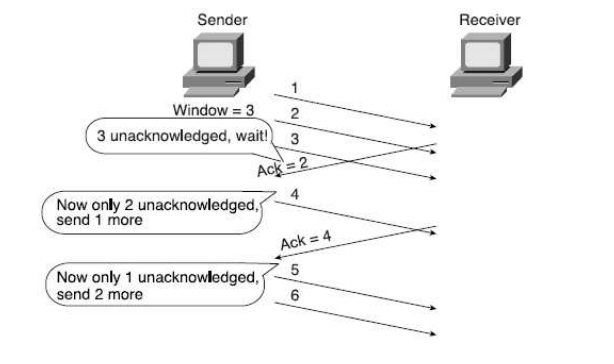 Sender
Receiver
1
Window = 3
2
3 unacknowledged, wait!
3
Ack = 2
4
Now only 2 unacknowledged,
send 1 more
Ack = 4
5
Now only 1 unacknowledged,
send 2 more
6